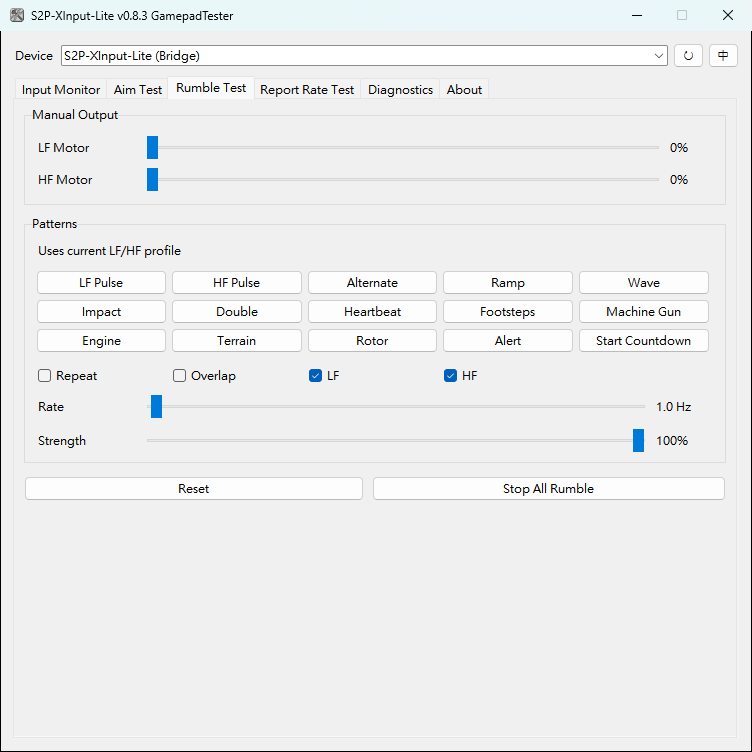 S2P-XInput-Lite v0.8.3 GamepadTester
Device S2P-XInput-Lite (Bridge) 中
Input Monitor Aim Test Rumble Test Report Rate Test Diagnostics About
Manual Output
LF Motor 0%
HF Motor 0%
Patterns
Uses current LF/HF profile
LF Pulse HF Pulse Alternate Ramp Wave
Impact Double Heartbeat Footsteps Machine Gun
Engine Terrain Rotor Alert Start Countdown
Repeat Overlap LF HF
Rate 1.0 Hz
Strength 100%
Reset Stop All Rumble